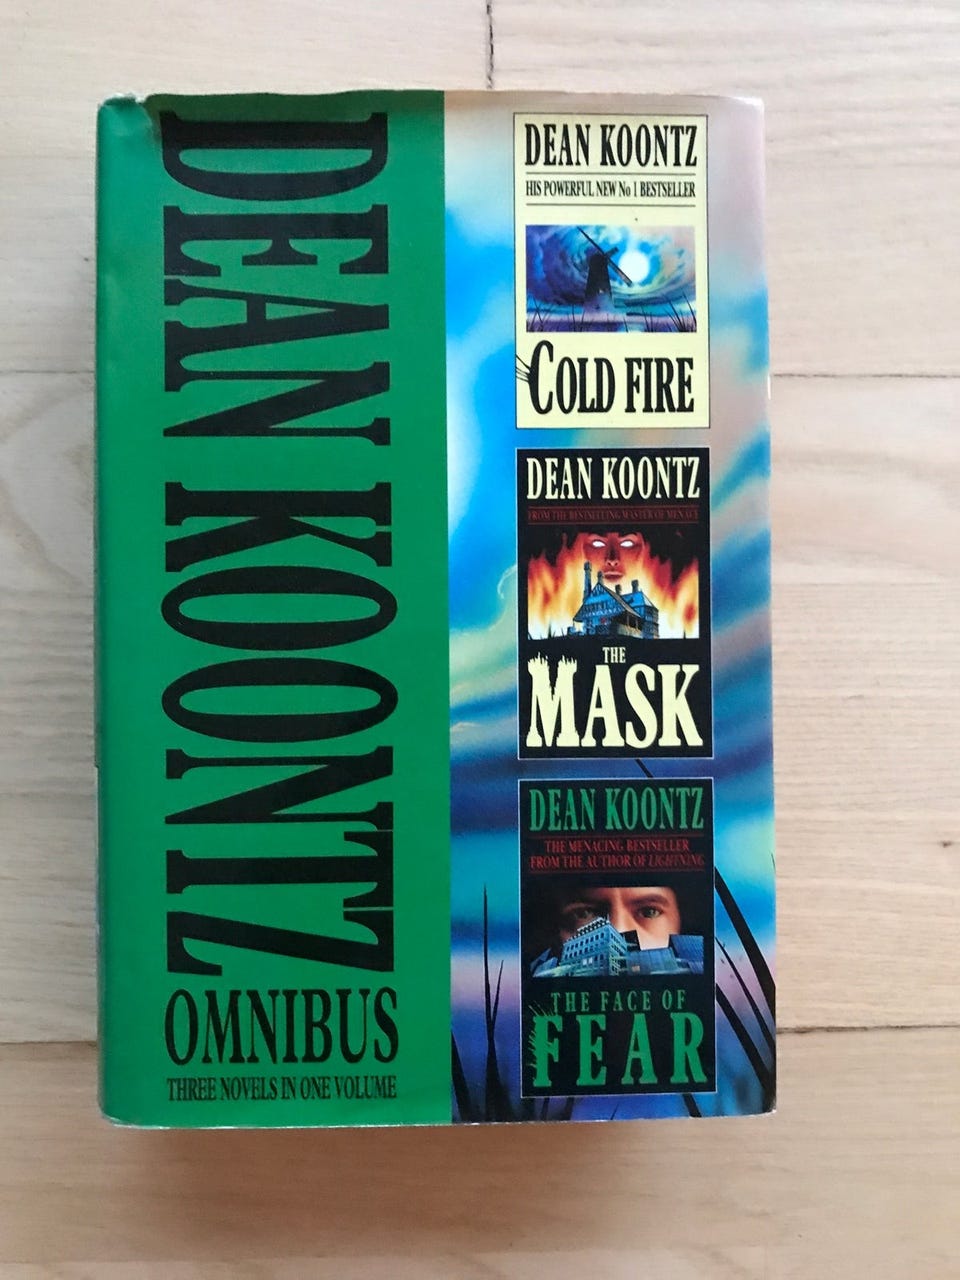 DEAN KOONTZ
OMNIBUS
THREE NOVELS IN ONE VOLUME
DEAN KOONTZ
HIS POWERFUL NEW No 1 BESTSELLER
COLD FIRE
DEAN KOONTZ
FROM THE BESTSELLING MASTER OF MENACE
THE
MASK
DEAN KOONTZ
THE MENACING BESTSELLER
FROM THE AUTHOR OF LIGHTNING
THE FACE OF
FEAR